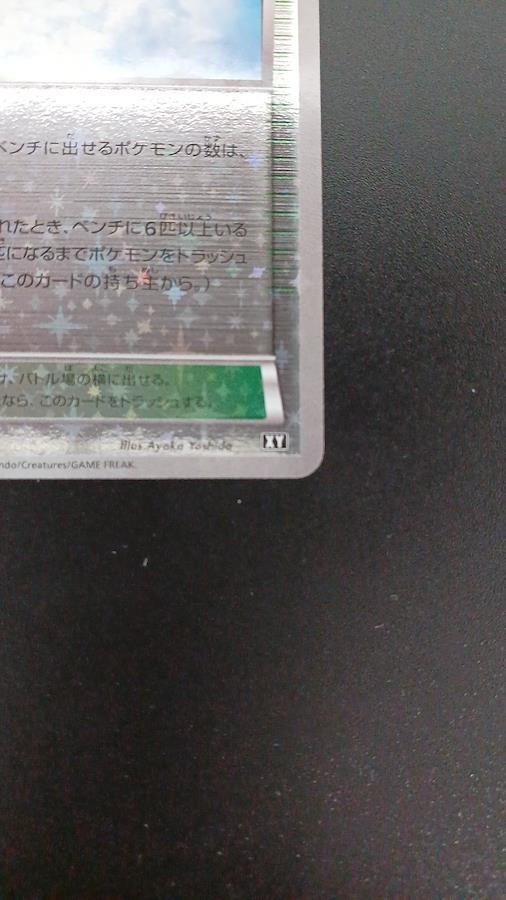 ベンチに出せるポケモンの数は、
れたとき、ベンチに6匹以上いる
匹になるまでポケモンをトラッシュ
このカードの持ち主から。）
け、バトル場の横に出せる。
なら、このカードをトラッシュする。
Illus. Ayaka Yoshida
XY
ndo/Creatures/GAME FREAK.